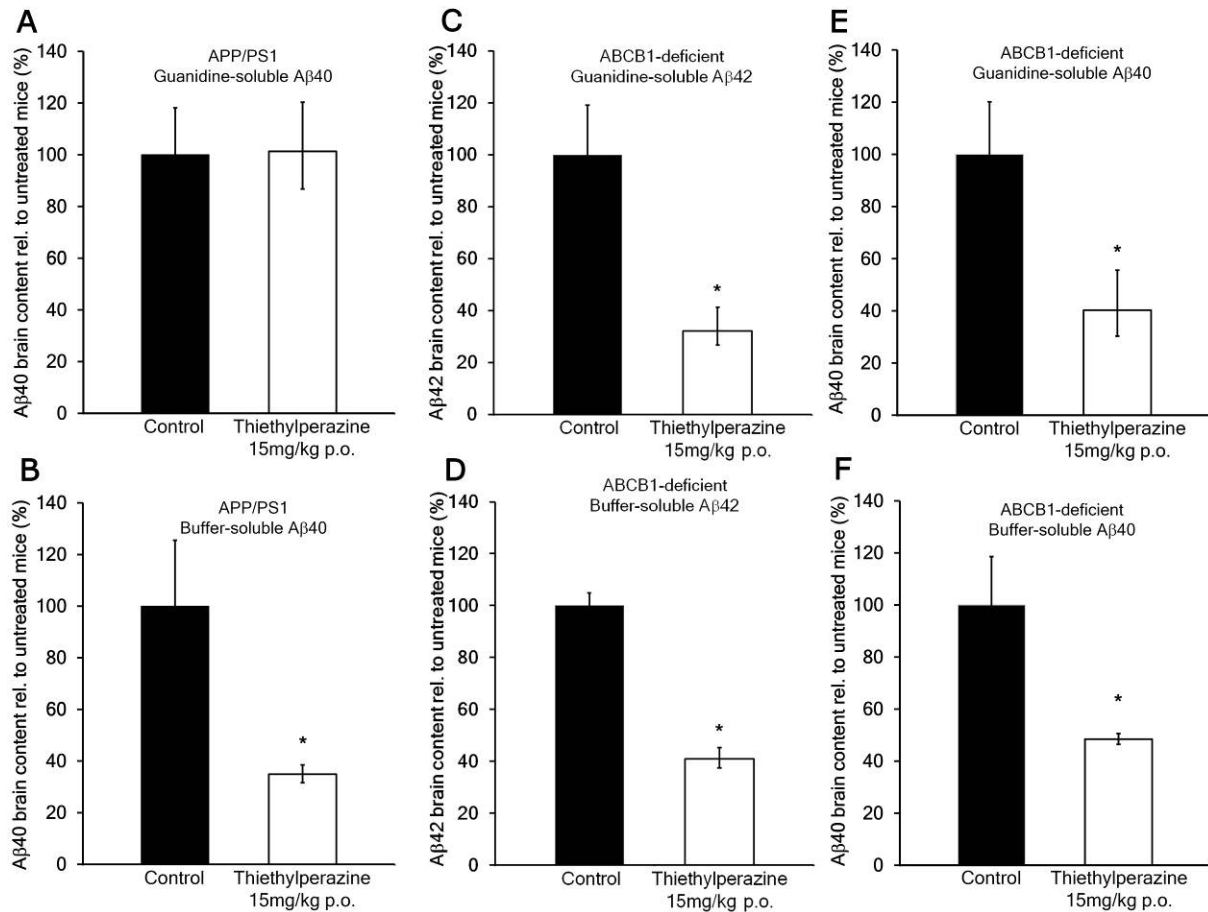 A
Aβ40 brain content rel. to untreated mice (%)
140
120
100
80
60
40
20
0
APP/PS1
Guanidine-soluble Aβ40
Control
Thiethylperazine
15mg/kg p.o.
C
Aβ42 brain content rel. to untreated mice (%)
140
120
100
80
60
40
20
0
ABCB1-deficient
Guanidine-soluble Aβ42
*
Control
Thiethylperazine
15mg/kg p.o.
E
Aβ40 brain content rel. to untreated mice (%)
140
120
100
80
60
40
20
0
ABCB1-deficient
Guanidine-soluble Aβ40
*
Control
Thiethylperazine
15mg/kg p.o.
B
Aβ40 brain content rel. to untreated mice (%)
140
120
100
80
60
40
20
0
APP/PS1
Buffer-soluble Aβ40
*
Control
Thiethylperazine
15mg/kg p.o.
D
Aβ42 brain content rel. to untreated mice (%)
140
120
100
80
60
40
20
0
ABCB1-deficient
Buffer-soluble Aβ42
*
Control
Thiethylperazine
15mg/kg p.o.
F
Aβ40 brain content rel. to untreated mice (%)
140
120
100
80
60
40
20
0
ABCB1-deficient
Buffer-soluble Aβ40
*
Control
Thiethylperazine
15mg/kg p.o.